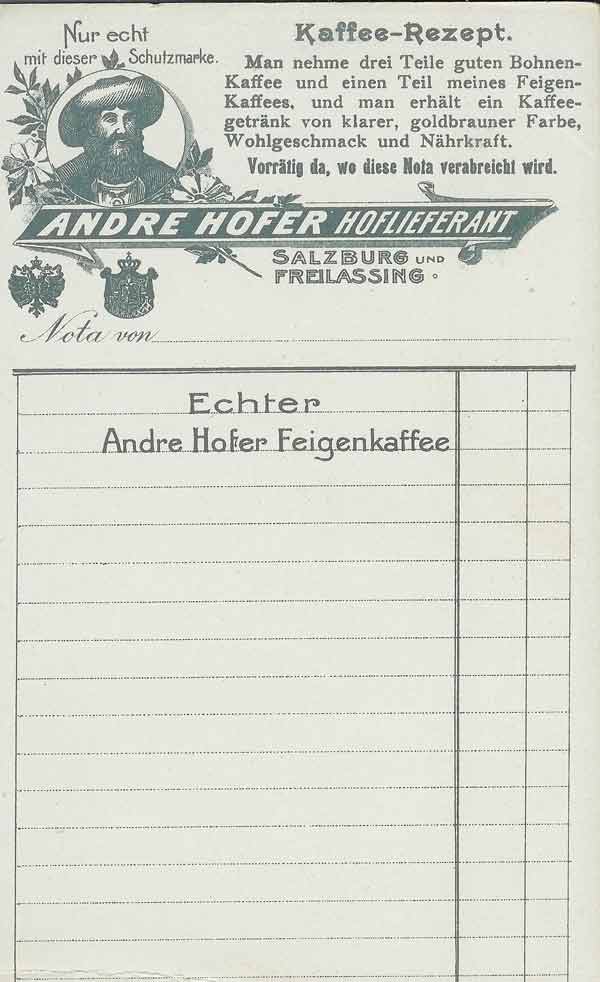 Nur echt
mit dieser Schutzmarke.
Kaffee-Rezept.
Man nehme drei Teile guten Bohnen-
Kaffee und einen Teil meines Feigen-
Kaffees, und man erhält ein Kaffee-
getränk von klarer, goldbrauner Farbe,
Wohlgeschmack und Nährkraft.
Vorrätig da, wo diese Nota verabreicht wird.
ANDRE HOFER HOFLIEFERANT
SALZBURG UND
FREILASSING
Nota von
Echter
Andre Hofer Feigenkaffee